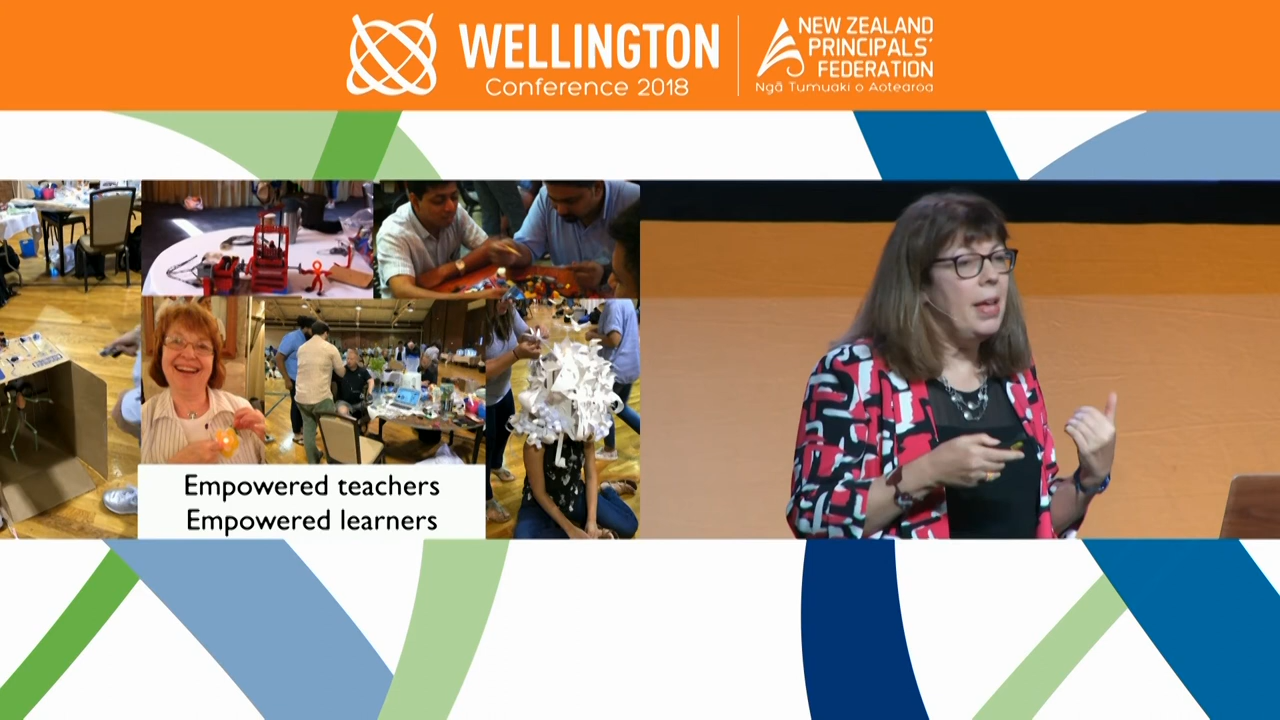 WELLINGTON
Conference 2018
NEW ZEALAND
PRINCIPALS'
FEDERATION
Ngā Tumuaki o Aotearoa
Empowered teachers
Empowered learners